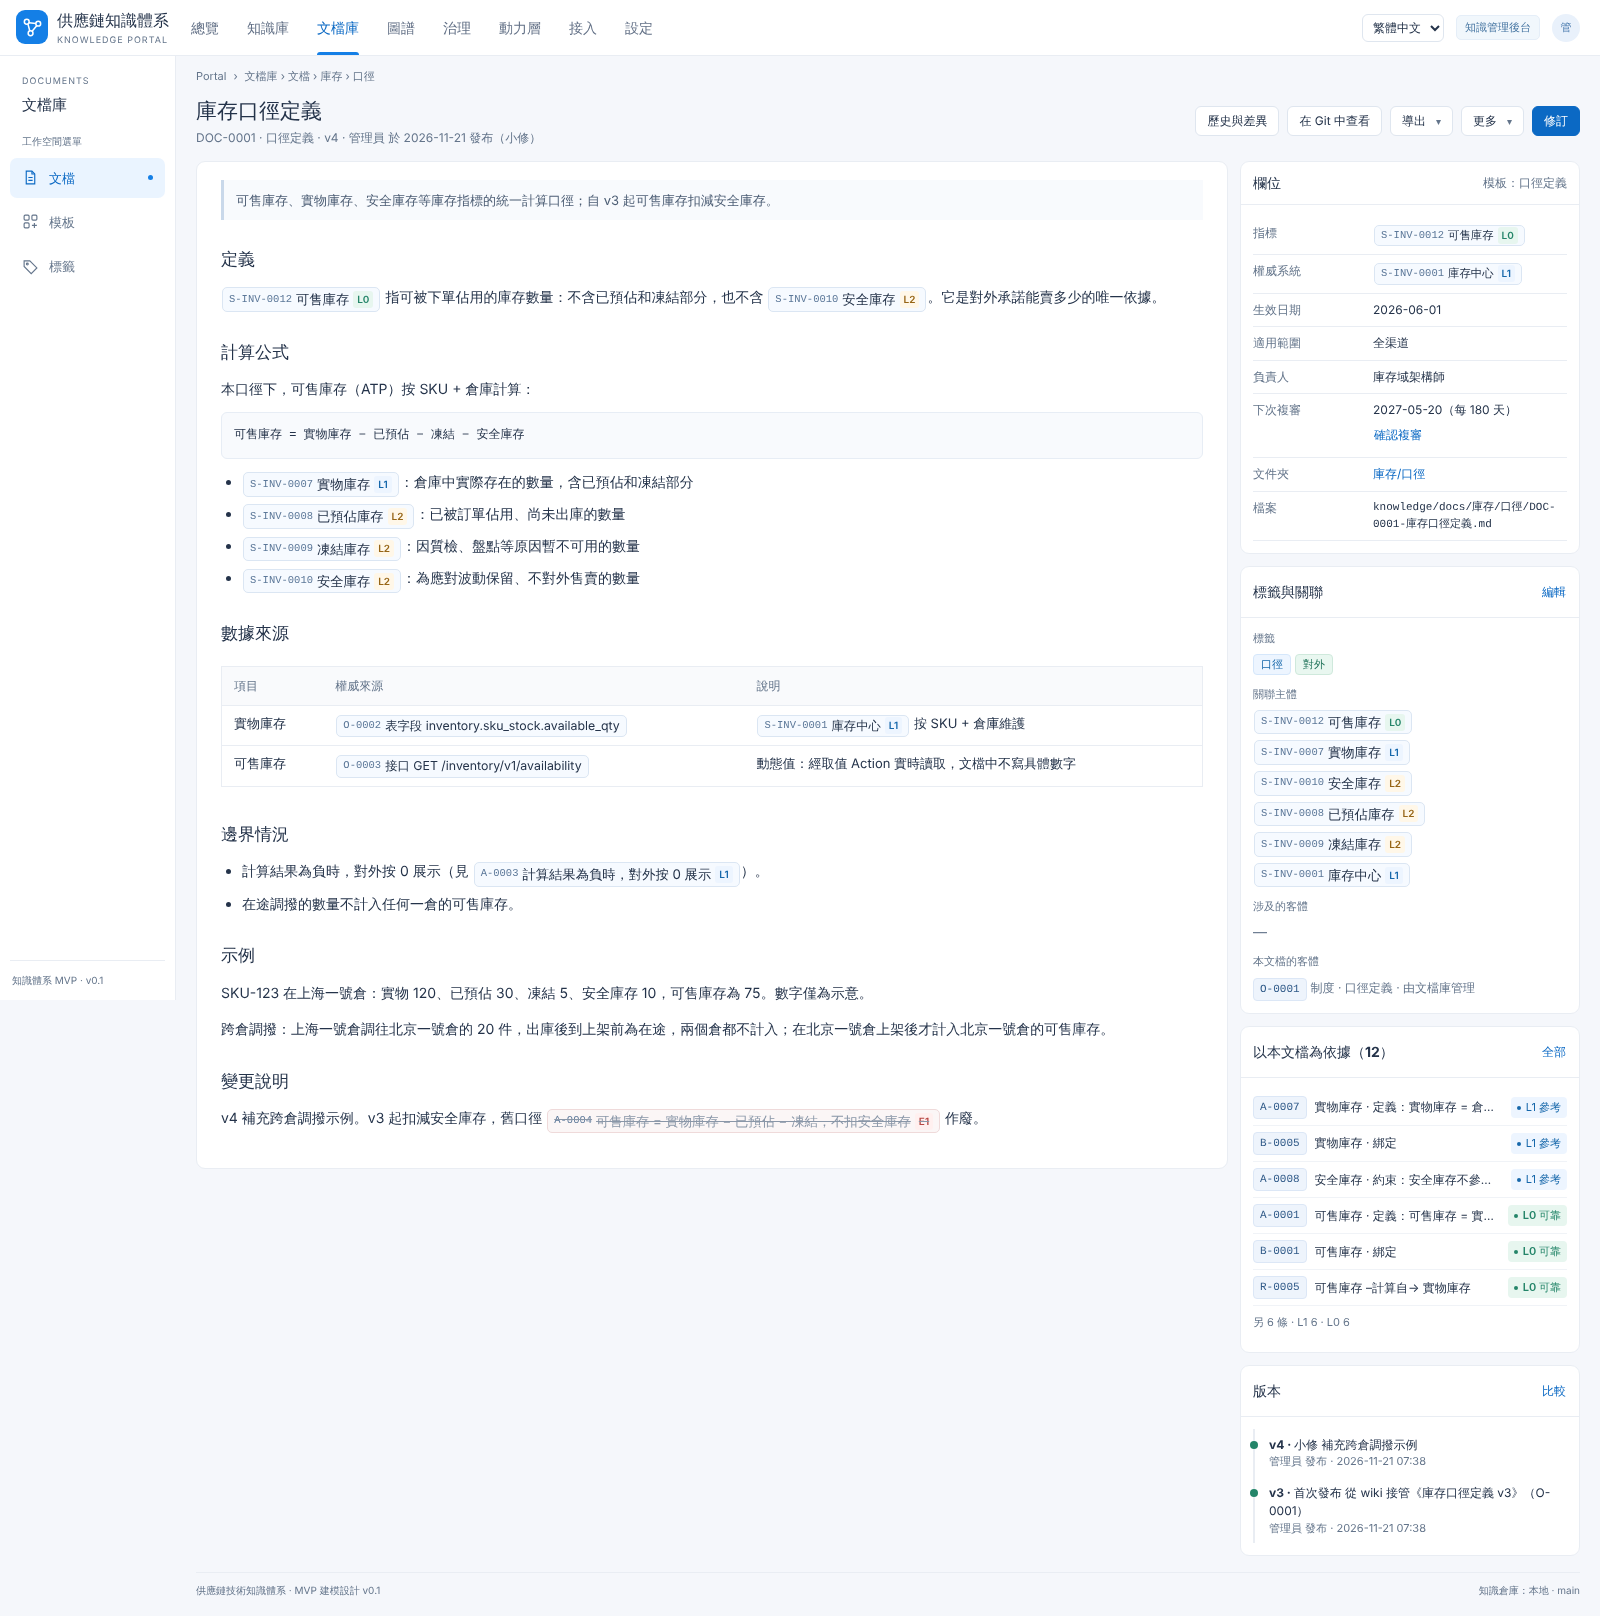 供應鏈知識體系
KNOWLEDGE PORTAL
總覽 知識庫 文檔庫 圖譜 治理 動力層 接入 設定
繁體中文 知識管理後台 管
DOCUMENTS
文檔庫
工作空間選單
文檔
模板
標籤
知識體系 MVP · v0.1
Portal › 文檔庫 › 文檔 › 庫存 › 口徑
庫存口徑定義
DOC-0001 · 口徑定義 · v4 · 管理員 於 2026-11-21 發布（小修）
歷史與差異 在 Git 中查看 導出 ▾ 更多 ▾ 修訂
可售庫存、實物庫存、安全庫存等庫存指標的統一計算口徑；自 v3 起可售庫存扣減安全庫存。
定義
S-INV-0012 可售庫存 L0 指可被下單佔用的庫存數量：不含已預佔和凍結部分，也不含 S-INV-0010 安全庫存 L2 。它是對外承諾能賣多少的唯一依據。
計算公式
本口徑下，可售庫存（ATP）按 SKU + 倉庫計算：
可售庫存 = 實物庫存 − 已預佔 − 凍結 − 安全庫存
• S-INV-0007 實物庫存 L1 ：倉庫中實際存在的數量，含已預佔和凍結部分
• S-INV-0008 已預佔庫存 L2 ：已被訂單佔用、尚未出庫的數量
• S-INV-0009 凍結庫存 L2 ：因質檢、盤點等原因暫不可用的數量
• S-INV-0010 安全庫存 L2 ：為應對波動保留、不對外售賣的數量
數據來源
項目 權威來源 說明
實物庫存 O-0002 表字段 inventory.sku_stock.available_qty S-INV-0001 庫存中心 L1 按 SKU + 倉庫維護
可售庫存 O-0003 接口 GET /inventory/v1/availability 動態值：經取值 Action 實時讀取，文檔中不寫具體數字
邊界情況
• 計算結果為負時，對外按 0 展示（見 A-0003 計算結果為負時，對外按 0 展示 L1 ）。
• 在途調撥的數量不計入任何一倉的可售庫存。
示例
SKU-123 在上海一號倉：實物 120、已預佔 30、凍結 5、安全庫存 10，可售庫存為 75。數字僅為示意。
跨倉調撥：上海一號倉調往北京一號倉的 20 件，出庫後到上架前為在途，兩個倉都不計入；在北京一號倉上架後才計入北京一號倉的可售庫存。
變更說明
v4 補充跨倉調撥示例。v3 起扣減安全庫存，舊口徑 A-0004 可售庫存 = 實物庫存 − 已預佔 − 凍結，不扣安全庫存 E1 作廢。
欄位 模板：口徑定義
指標 S-INV-0012 可售庫存 L0
權威系統 S-INV-0001 庫存中心 L1
生效日期 2026-06-01
適用範圍 全渠道
負責人 庫存域架構師
下次複審 2027-05-20（每 180 天）
確認複審
文件夾 庫存/口徑
檔案 knowledge/docs/庫存/口徑/DOC-
0001-庫存口徑定義.md
標籤與關聯 編輯
標籤
口徑 對外
關聯主體
S-INV-0012 可售庫存 L0
S-INV-0007 實物庫存 L1
S-INV-0010 安全庫存 L2
S-INV-0008 已預佔庫存 L2
S-INV-0009 凍結庫存 L2
S-INV-0001 庫存中心 L1
涉及的客體
—
本文檔的客體
O-0001 制度 · 口徑定義 · 由文檔庫管理
以本文檔為依據（12） 全部
A-0007 實物庫存 · 定義：實物庫存 = 倉… L1 參考
B-0005 實物庫存 · 綁定 L1 參考
A-0008 安全庫存 · 約束：安全庫存不參… L1 參考
A-0001 可售庫存 · 定義：可售庫存 = 實… L0 可靠
B-0001 可售庫存 · 綁定 L0 可靠
R-0005 可售庫存 –計算自→ 實物庫存 L0 可靠
另 6 條 · L1 6 · L0 6
版本 比較
v4 · 小修 補充跨倉調撥示例
管理員 發布 · 2026-11-21 07:38
v3 · 首次發布 從 wiki 接管《庫存口徑定義 v3》（O-
0001）
管理員 發布 · 2026-11-21 07:38
供應鏈技術知識體系 · MVP 建模設計 v0.1
知識倉庫：本地 · main